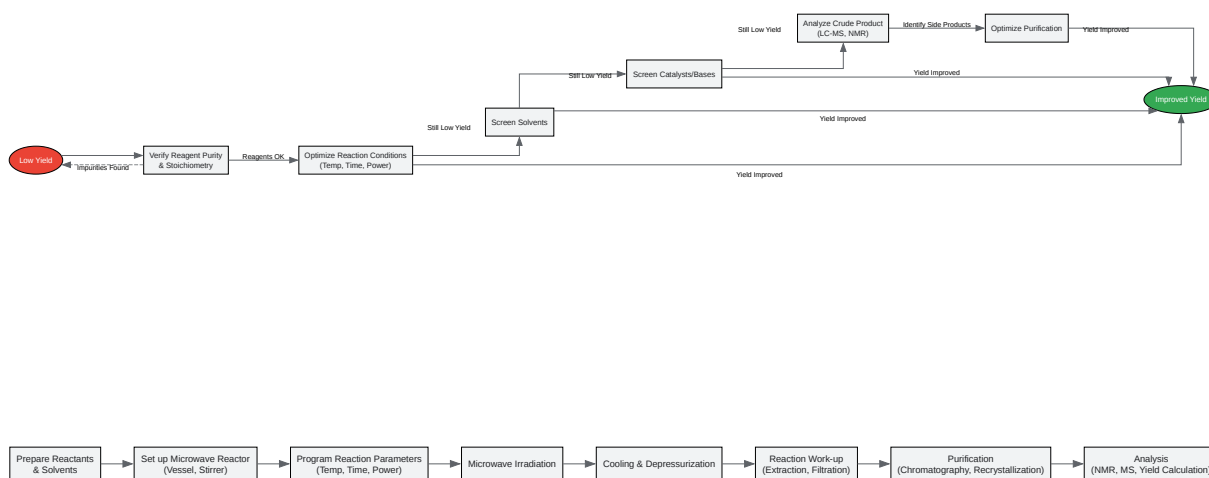 Still Low Yield
Analyze Crude Product
(LC-MS, NMR)
Identify Side Products
Optimize Purification
Yield Improved
Still Low Yield
Screen Catalysts/Bases
Yield Improved
Improved Yield
Still Low Yield
Screen Solvents
Yield Improved
Low Yield
Impurities Found
Verify Reagent Purity
& Stoichiometry
Reagents OK
Optimize Reaction Conditions
(Temp, Time, Power)
Yield Improved
Prepare Reactants
& Solvents
Set up Microwave Reactor
(Vessel, Stirrer)
Program Reaction Parameters
(Temp, Time, Power)
Microwave Irradiation
Cooling & Depressurization
Reaction Work-up
(Extraction, Filtration)
Purification
(Chromatography, Recrystallization)
Analysis
(NMR, MS, Yield Calculation)